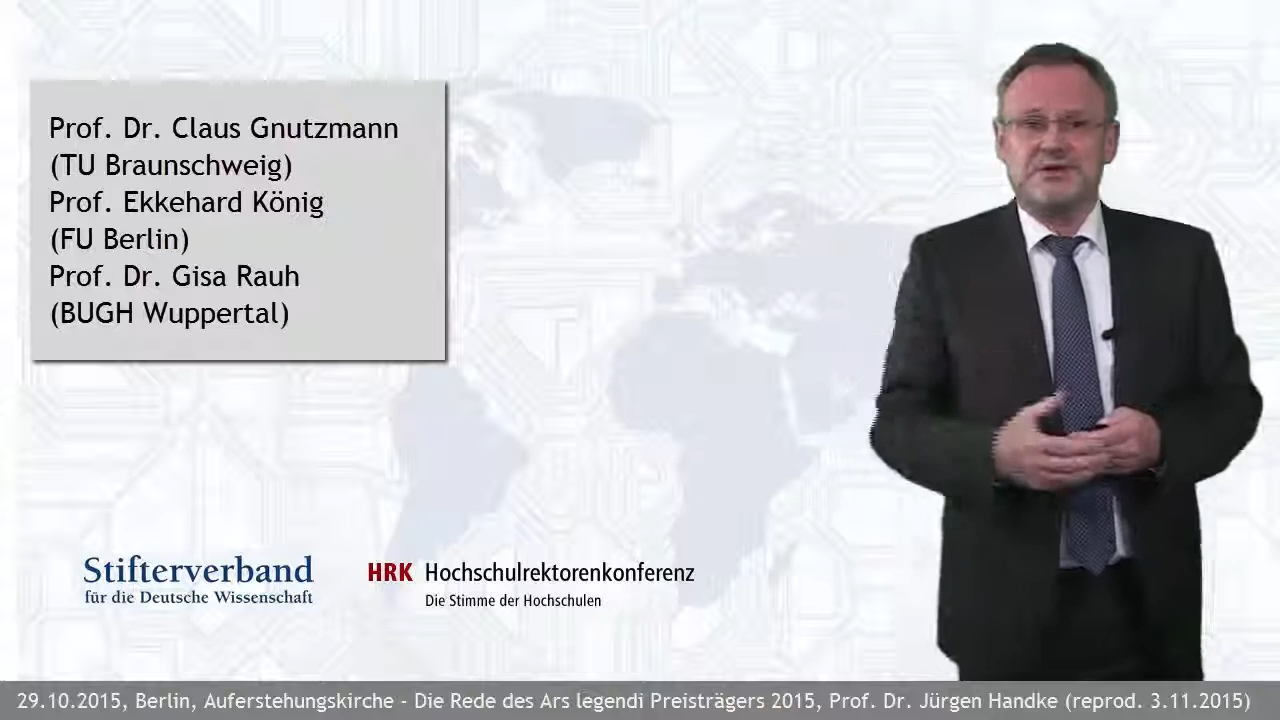 Prof. Dr. Claus Gnutzmann
(TU Braunschweig)
Prof. Ekkehard König
(FU Berlin)
Prof. Dr. Gisa Rauh
(BUGH Wuppertal)
Stifterverband
für die Deutsche Wissenschaft
HRK Hochschulrektorenkonferenz
Die Stimme der Hochschulen
29.10.2015, Berlin, Auferstehungskirche - Die Rede des Ars legendi Preisträgers 2015, Prof. Dr. Jürgen Handke (reprod. 3.11.2015)